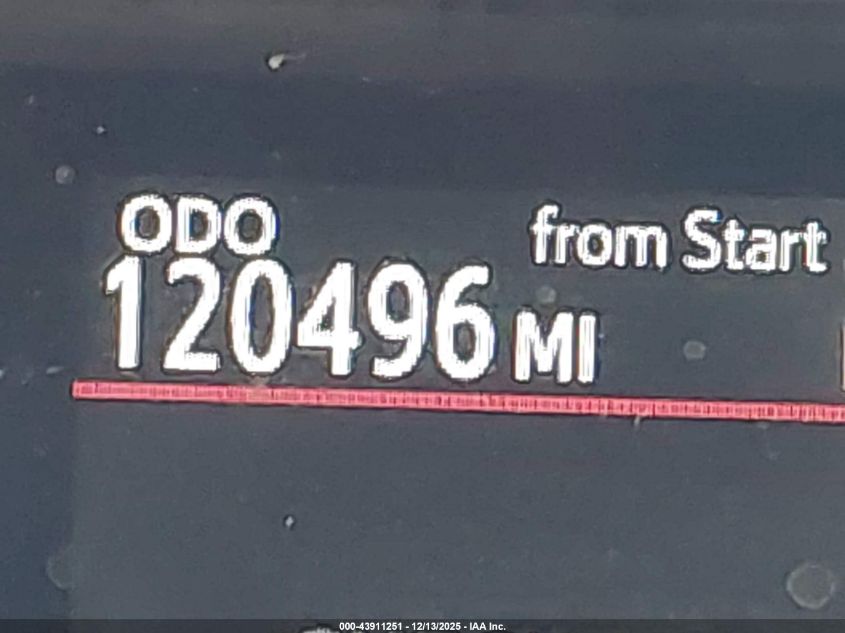 ODO
from Start
120496 MI
000-43911251 - 12/13/2025 - IAA Inc.